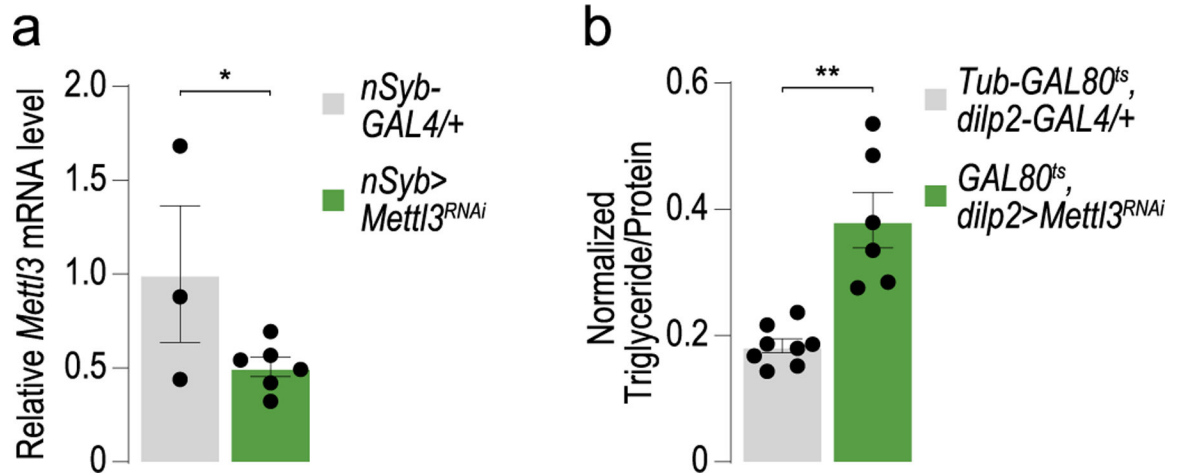 a
Relative Mettl3 mRNA level
2.0
1.5
1.0
0.5
0
*
nSyb-
GAL4/+
nSyb>
Mettl3RNAi
b
Normalized
Triglyceride/Protein
0.6
0.4
0.2
0
**
Tub-GAL80ts,
dilp2-GAL4/+
GAL80ts,
dilp2>Mettl3RNAi